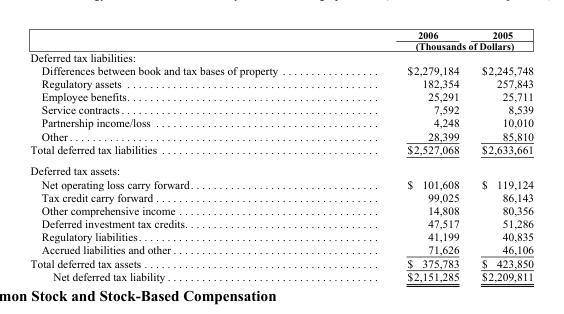 2006 2005
(Thousands of Dollars)
Deferred tax liabilities:
Differences between book and tax bases of property . . . . . . . . . . . . . . . . $2,279,184 $2,245,748
Regulatory assets . . . . . . . . . . . . . . . . . . . . . . . . . . . . . . . . . . . . . . . . 182,354 257,843
Employee benefits. . . . . . . . . . . . . . . . . . . . . . . . . . . . . . . . . . . . . . . . 25,291 25,711
Service contracts. . . . . . . . . . . . . . . . . . . . . . . . . . . . . . . . . . . . . . . . . 7,592 8,539
Partnership income/loss . . . . . . . . . . . . . . . . . . . . . . . . . . . . . . . . . . . 4,248 10,010
Other. . . . . . . . . . . . . . . . . . . . . . . . . . . . . . . . . . . . . . . . . . . . . . . . . . 28,399 85,810
Total deferred tax liabilities . . . . . . . . . . . . . . . . . . . . . . . . . . . . . . . . . . $2,527,068 $2,633,661
Deferred tax assets:
Net operating loss carry forward. . . . . . . . . . . . . . . . . . . . . . . . . . . . . . $ 101,608 $ 119,124
Tax credit carry forward . . . . . . . . . . . . . . . . . . . . . . . . . . . . . . . . . . . 99,025 86,143
Other comprehensive income . . . . . . . . . . . . . . . . . . . . . . . . . . . . . . . 14,808 80,356
Deferred investment tax credits. . . . . . . . . . . . . . . . . . . . . . . . . . . . . . 47,517 51,286
Regulatory liabilities. . . . . . . . . . . . . . . . . . . . . . . . . . . . . . . . . . . . . . 41,199 40,835
Accrued liabilities and other . . . . . . . . . . . . . . . . . . . . . . . . . . . . . . . . 71,626 46,106
Total deferred tax assets . . . . . . . . . . . . . . . . . . . . . . . . . . . . . . . . . . . . $ 375,783 $ 423,850
Net deferred tax liability . . . . . . . . . . . . . . . . . . . . . . . . . . . . . . . . . . $2,151,285 $2,209,811
mon Stock and Stock-Based Compensation